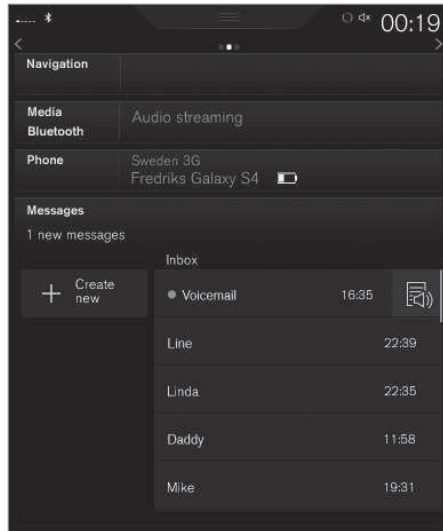 00:19
Navigation
Media
Bluetooth
Audio streaming
Phone
Sweden 3G
Fredriks Galaxy S4
Messages
1 new messages
Inbox
Create
new
Voicemail 16:35
Line 22:39
Linda 22:35
Daddy 11:58
Mike 19:31